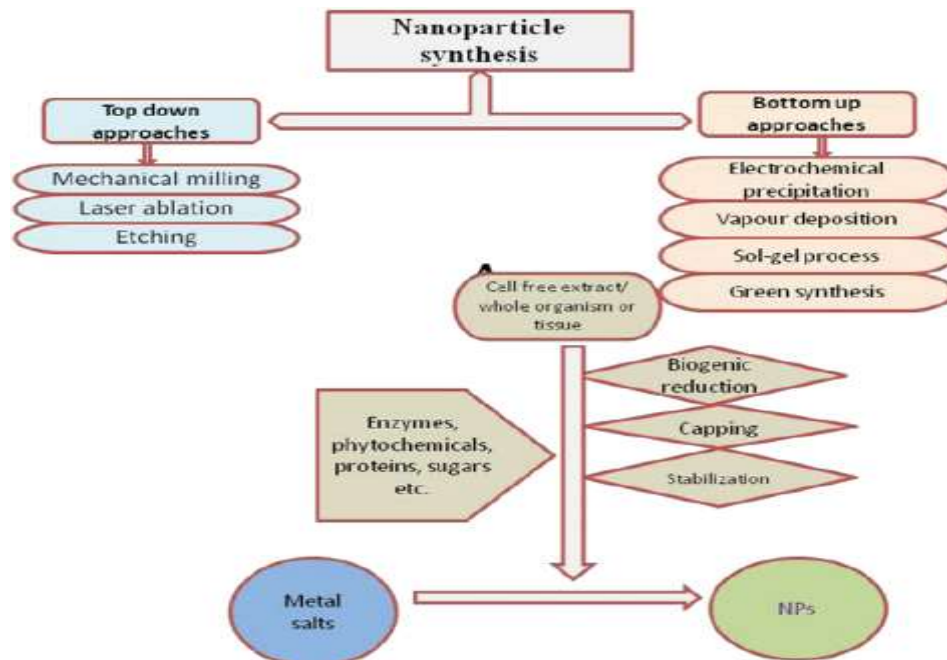 Nanoparticle
synthesis
Top down
approaches
Mechanical milling
Laser ablation
Etching
Bottom up
approaches
Electrochemical
precipitation
Vapour deposition
Sol-gel process
Green synthesis
Cell free extract/
whole organism or
tissue
Biogenic
reduction
Capping
Stabilization
Enzymes,
phytochemicals,
proteins, sugars
etc.
Metal
salts
NPs